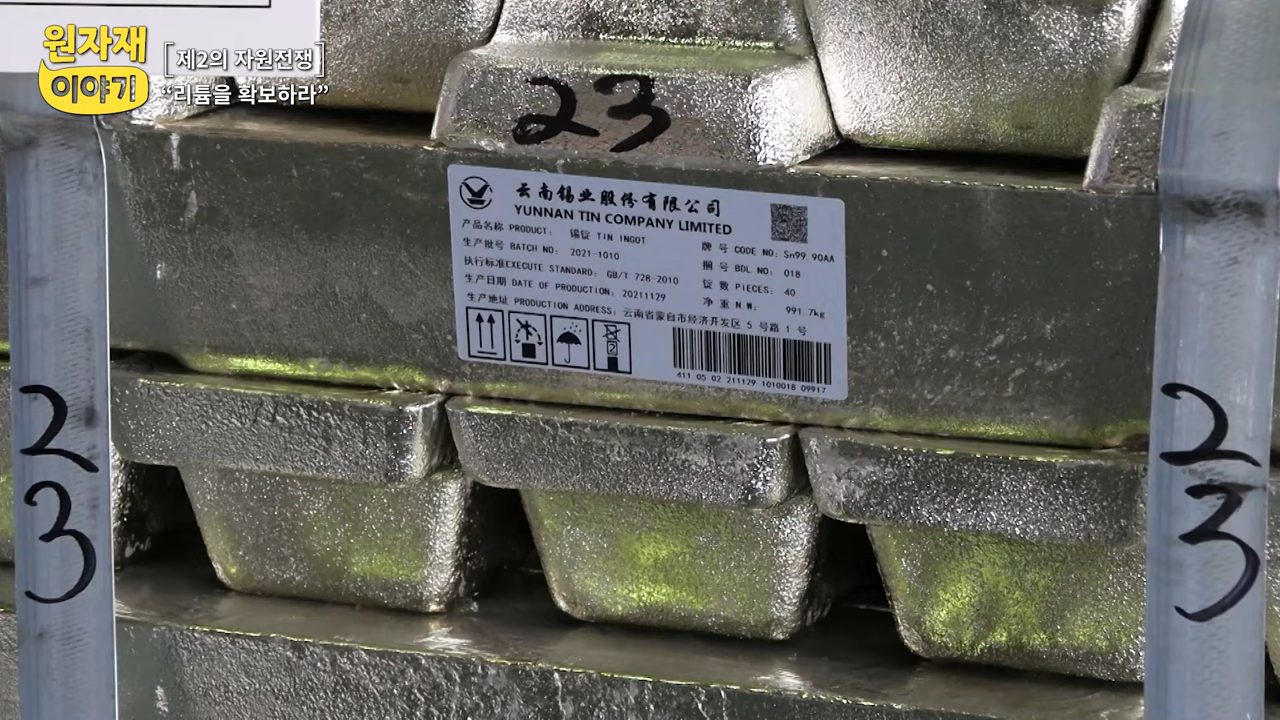 원자재
이야기
[제2의 자원전쟁]
“리튬을 확보하라”
23
云南锡业股份有限公司
YUNNAN TIN COMPANY LIMITED
产品名称 PRODUCT: 锡锭 TIN INGOT
牌 号 CODE NO: Sn99.90AA
生产批号 BATCH NO: 2021-1010
捆 号 BDL NO: 018
执行标准EXECUTE STANDARD: GB/T 728-2010
锭 数 PIECES: 40
生产日期 DATE OF PRODUCTION: 20211129
净 重 N W: 991.7kg
生产地址 PRODUCTION ADDRESS: 云南省蒙自市经济开发区 5 号路 1 号
411 05 02 211129 1010018 09917
23
23